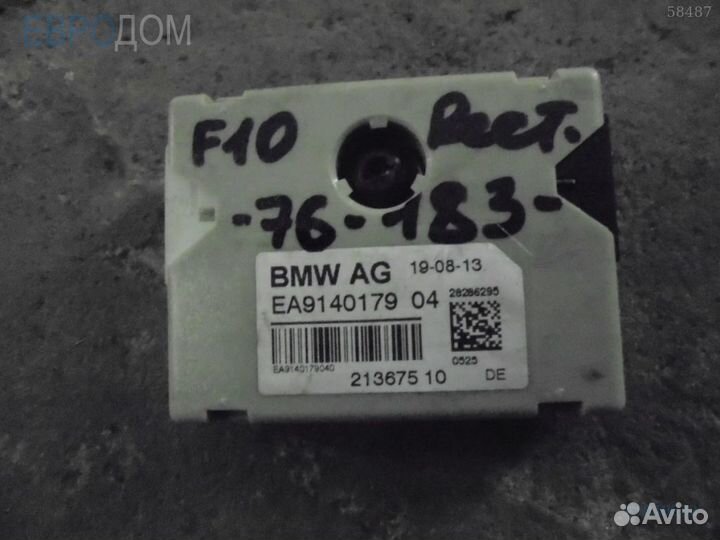 58487
ЕВРОДОМ
F10 Рест.
-76-183-
BMW AG 19-08-13
EA9140179 04
28286295
EA9140179040
0525
213675 10 DE
Avito